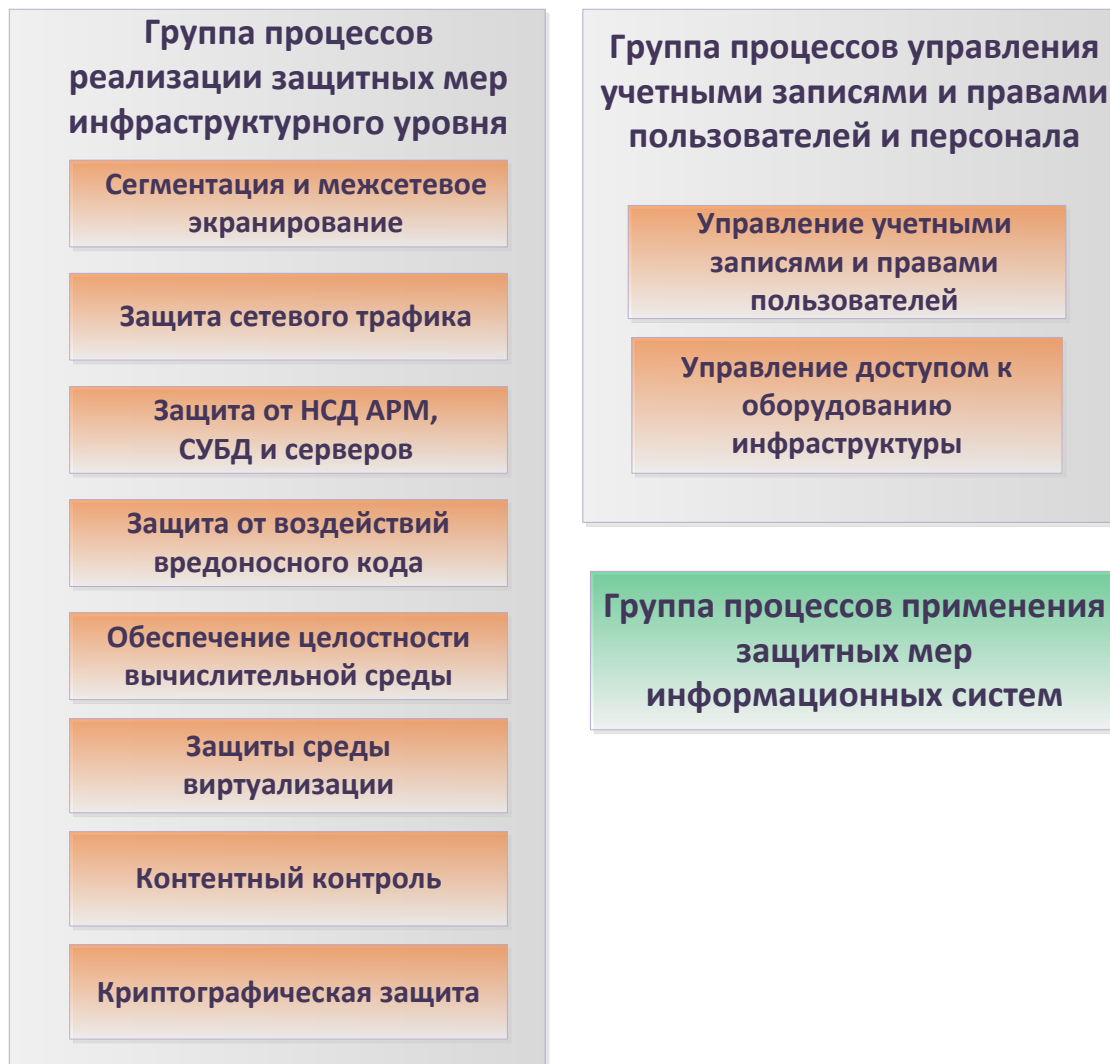 Группа процессов
реализации защитных мер
инфраструктурного уровня
Сегментация и межсетевое
экранирование
Защита сетевого трафика
Защита от НСД АРМ,
СУБД и серверов
Защита от воздействий
вредоносного кода
Обеспечение целостности
вычислительной среды
Защиты среды
виртуализации
Контентный контроль
Криптографическая защита
Группа процессов управления
учетными записями и правами
пользователей и персонала
Управление учетными
записями и правами
пользователей
Управление доступом к
оборудованию
инфраструктуры
Группа процессов применения
защитных мер
информационных систем